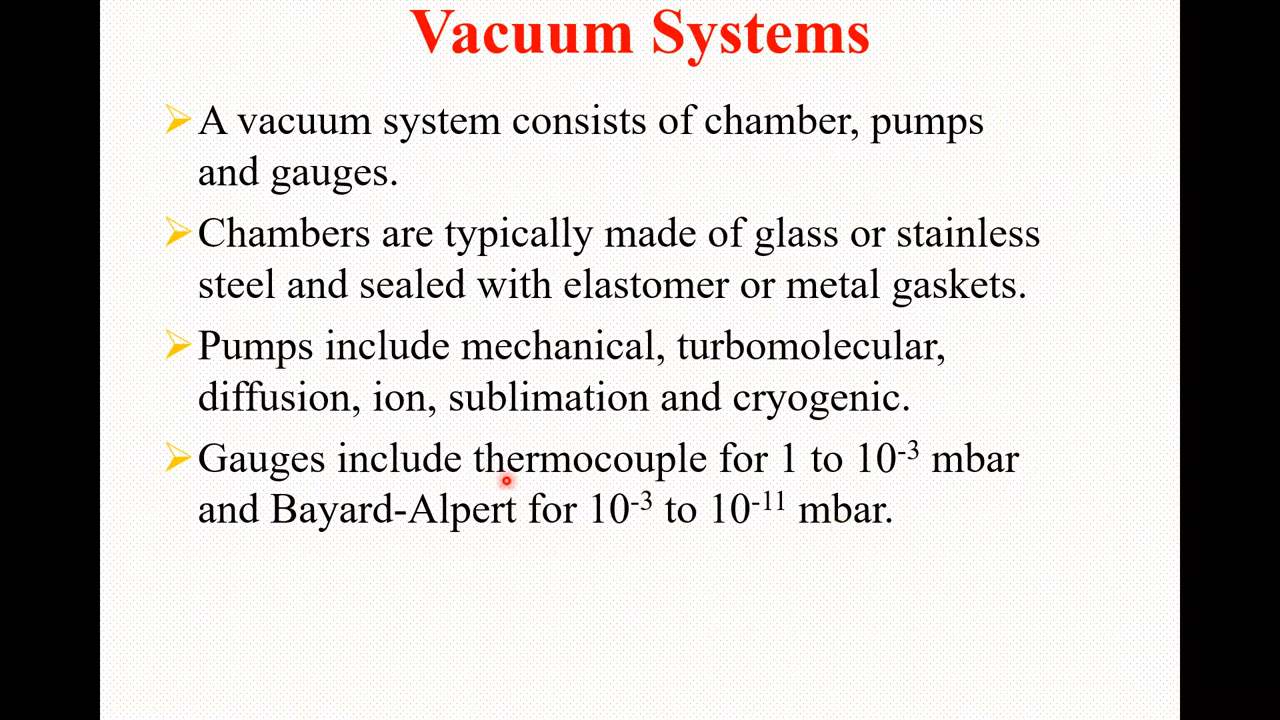 Vacuum Systems
A vacuum system consists of chamber, pumps
and gauges.
Chambers are typically made of glass or stainless
steel and sealed with elastomer or metal gaskets.
Pumps include mechanical, turbomolecular,
diffusion, ion, sublimation and cryogenic.
Gauges include thermocouple for 1 to 10⁻³ mbar
and Bayard-Alpert for 10⁻³ to 10⁻¹¹ mbar.